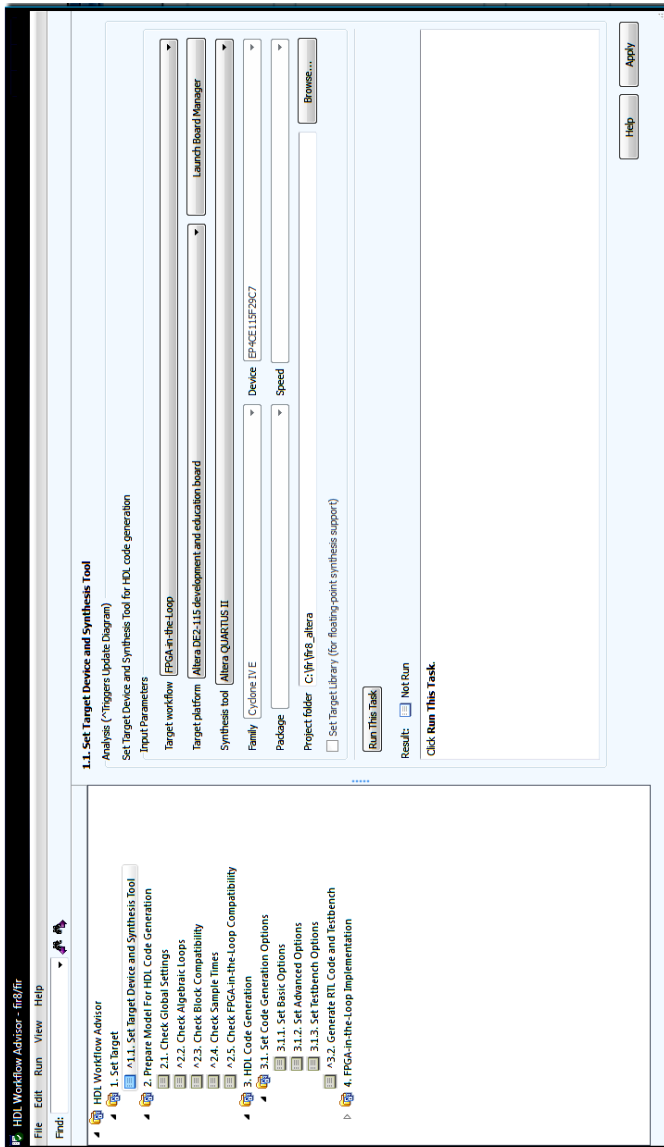 HDL Workflow Advisor - fir8/fir
File Edit Run View Help
Find:
HDL Workflow Advisor
1. Set Target
^1.1. Set Target Device and Synthesis Tool
2. Prepare Model For HDL Code Generation
2.1. Check Global Settings
^2.2. Check Algebraic Loops
^2.3. Check Block Compatibility
^2.4. Check Sample Times
^2.5. Check FPGA-in-the-Loop Compatibility
3. HDL Code Generation
3.1. Set Code Generation Options
3.1.1. Set Basic Options
3.1.2. Set Advanced Options
3.1.3. Set Testbench Options
^3.2. Generate RTL Code and Testbench
4. FPGA-in-the-Loop Implementation
1.1. Set Target Device and Synthesis Tool
Analysis (^Triggers Update Diagram)
Set Target Device and Synthesis Tool for HDL code generation
Input Parameters
Target workflow FPGA-in-the-Loop
Target platform Altera DE2-115 development and education board Launch Board Manager
Synthesis tool Altera QUARTUS II
Family Cyclone IV E Device EP4CE115F29C7
Package Speed
Project folder C:\fir\fir8_altera Browse...
Set Target Library (for floating-point synthesis support)
Run This Task
Result: Not Run
Click Run This Task.
Help Apply